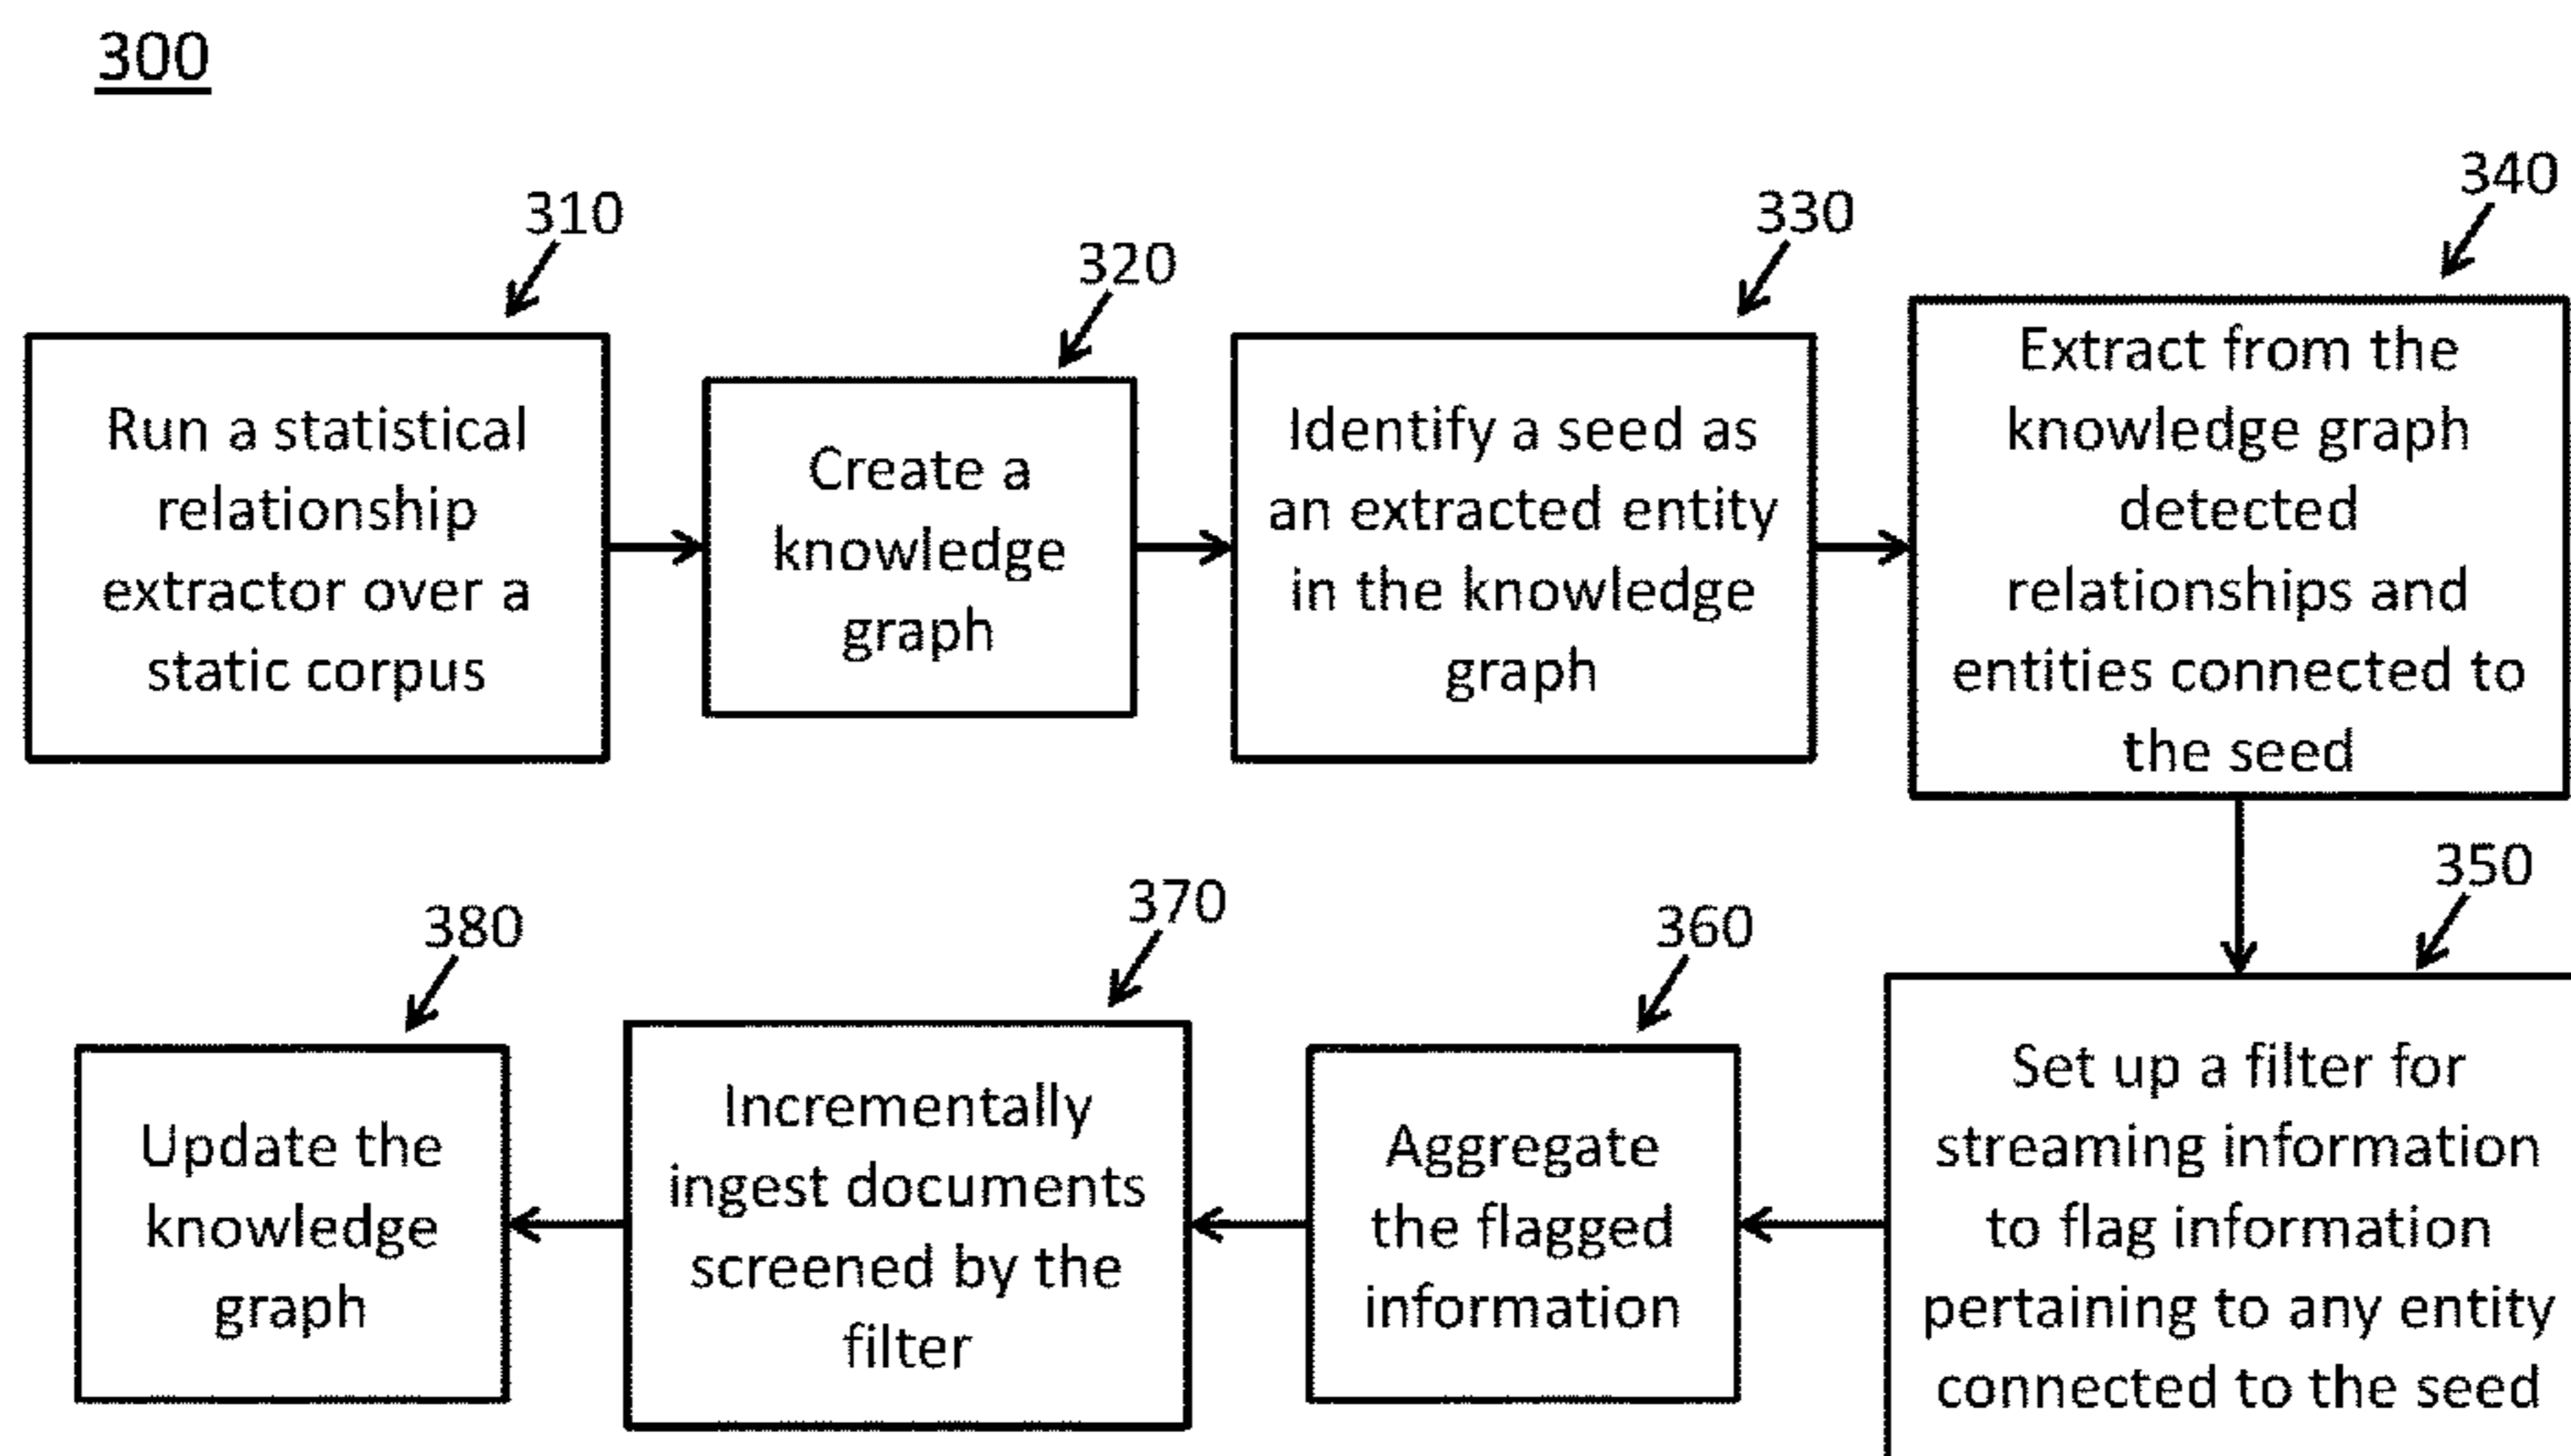 300
310
Run a statistical
relationship
extractor over a
static corpus
320
Create a
knowledge
graph
330
Identify a seed as
an extracted entity
in the knowledge
graph
340
Extract from the
knowledge graph
detected
relationships and
entities connected to
the seed
350
Set up a filter for
streaming information
to flag information
pertaining to any entity
connected to the seed
360
Aggregate
the flagged
information
370
Incrementally
ingest documents
screened by the
filter
380
Update the
knowledge
graph